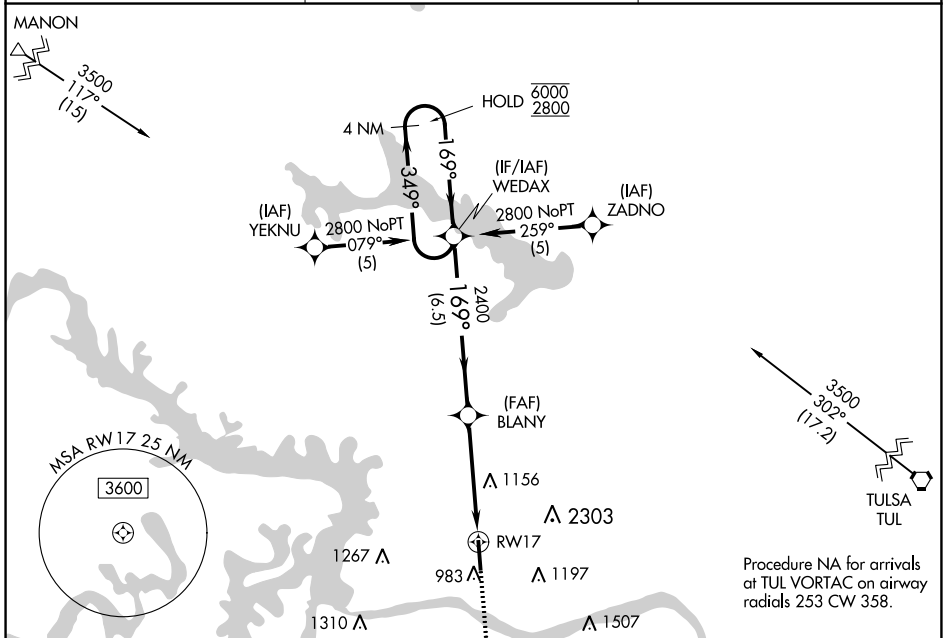 MANON
3500
117°
(15)
HOLD 6000
2800
4 NM
169°
349°
(IF/IAF)
WEDAX
(IAF)
ZADNO
2800 NoPT
259°
(5)
(IAF)
YEKNU
2800 NoPT
079°
(5)
2400
169°
(6.5)
(FAF)
BLANY
3500
302°
(17.2)
TULSA
TUL
MSA RW17 25 NM
3600
1156
2303
RW17
1267
983
1197
1310
1507
Procedure NA for arrivals
at TUL VORTAC on airway
radials 253 CW 358.